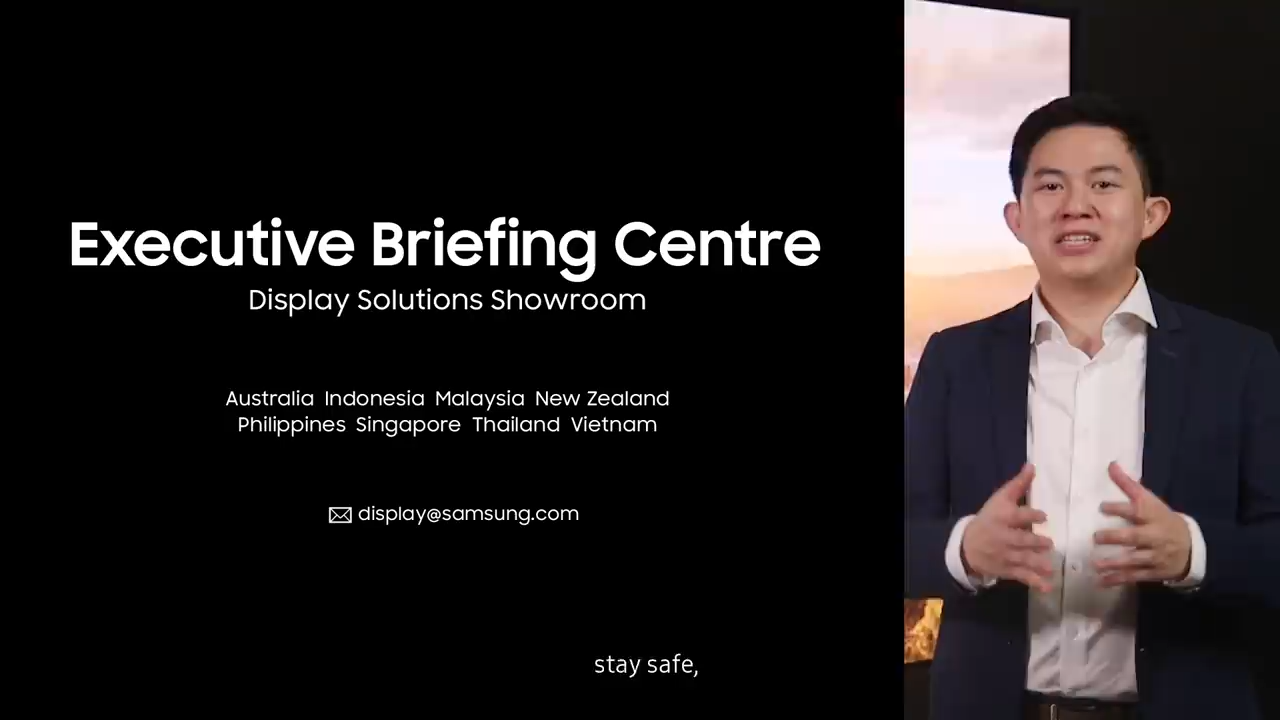 Executive Briefing Centre
Display Solutions Showroom
Australia Indonesia Malaysia New Zealand
Philippines Singapore Thailand Vietnam
display@samsung.com
stay safe,